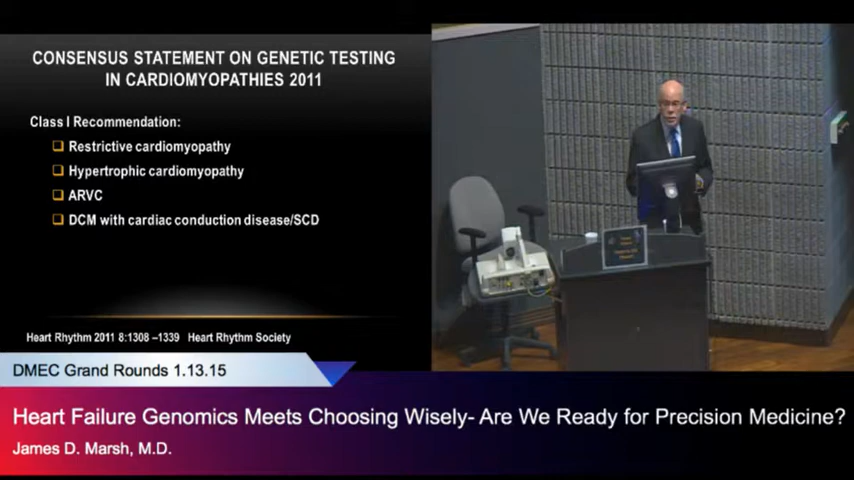 CONSENSUS STATEMENT ON GENETIC TESTING
IN CARDIOMYOPATHIES 2011
Class I Recommendation:
Restrictive cardiomyopathy
Hypertrophic cardiomyopathy
ARVC
DCM with cardiac conduction disease/SCD
Heart Rhythm 2011 8:1308 –1339 Heart Rhythm Society
DMEC Grand Rounds 1.13.15
Heart Failure Genomics Meets Choosing Wisely- Are We Ready for Precision Medicine?
James D. Marsh, M.D.